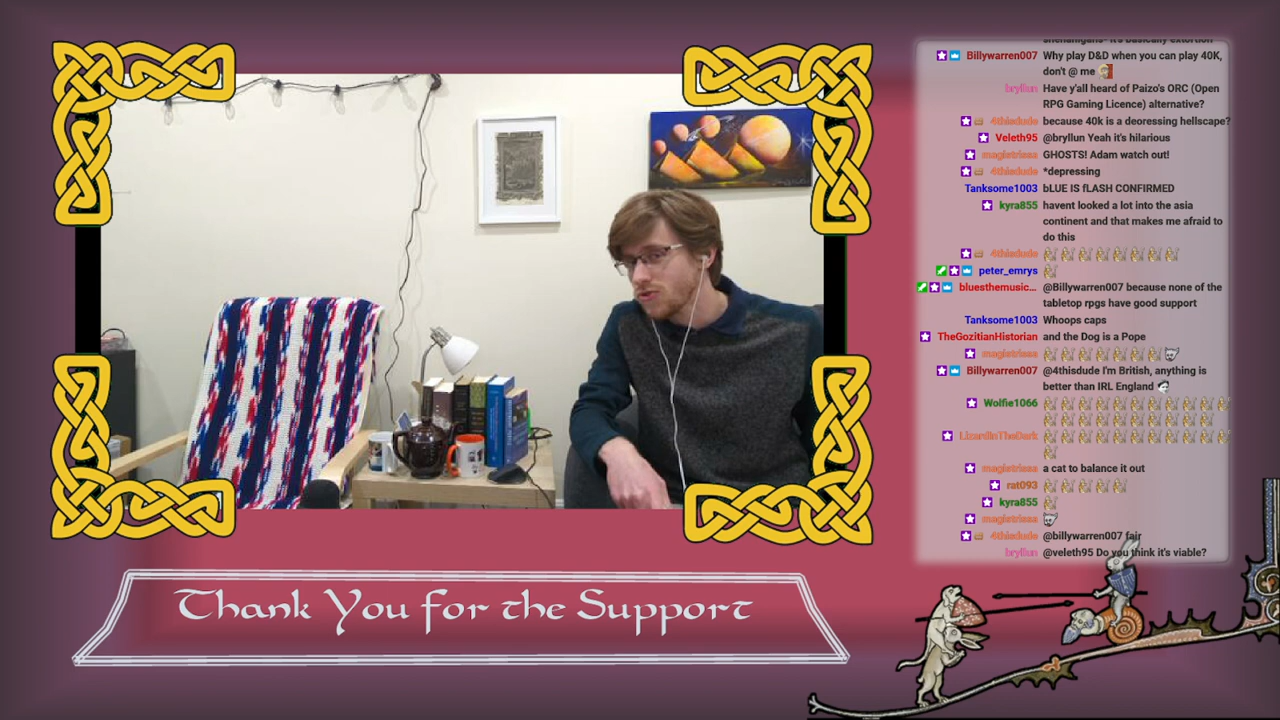 Billywarren007 Why play D&D when you can play 40K,
don't @ me
bryllun Have y'all heard of Paizo's ORC (Open
RPG Gaming Licence) alternative?
4thisdude because 40k is a deoressing hellscape?
Veleth95 @bryllun Yeah it's hilarious
magistrissa GHOSTS! Adam watch out!
4thisdude *depressing
Tanksome1003 bLUE IS fLASH CONFIRMED
kyra855 havent looked a lot into the asia
continent and that makes me afraid to
do this
4thisdude
peter_emrys
bluesthemusic... @Billywarren007 because none of the
tabletop rpgs have good support
Tanksome1003 Whoops caps
TheGozitianHistorian and the Dog is a Pope
magistrissa
Billywarren007 @4thisdude I'm British, anything is
better than IRL England
Wolfie1066
LizardInTheDark
magistrissa a cat to balance it out
rat093
kyra855
magistrissa
4thisdude @billywarren007 fair
bryllun @veleth95 Do you think it's viable?
Thank You for the Support